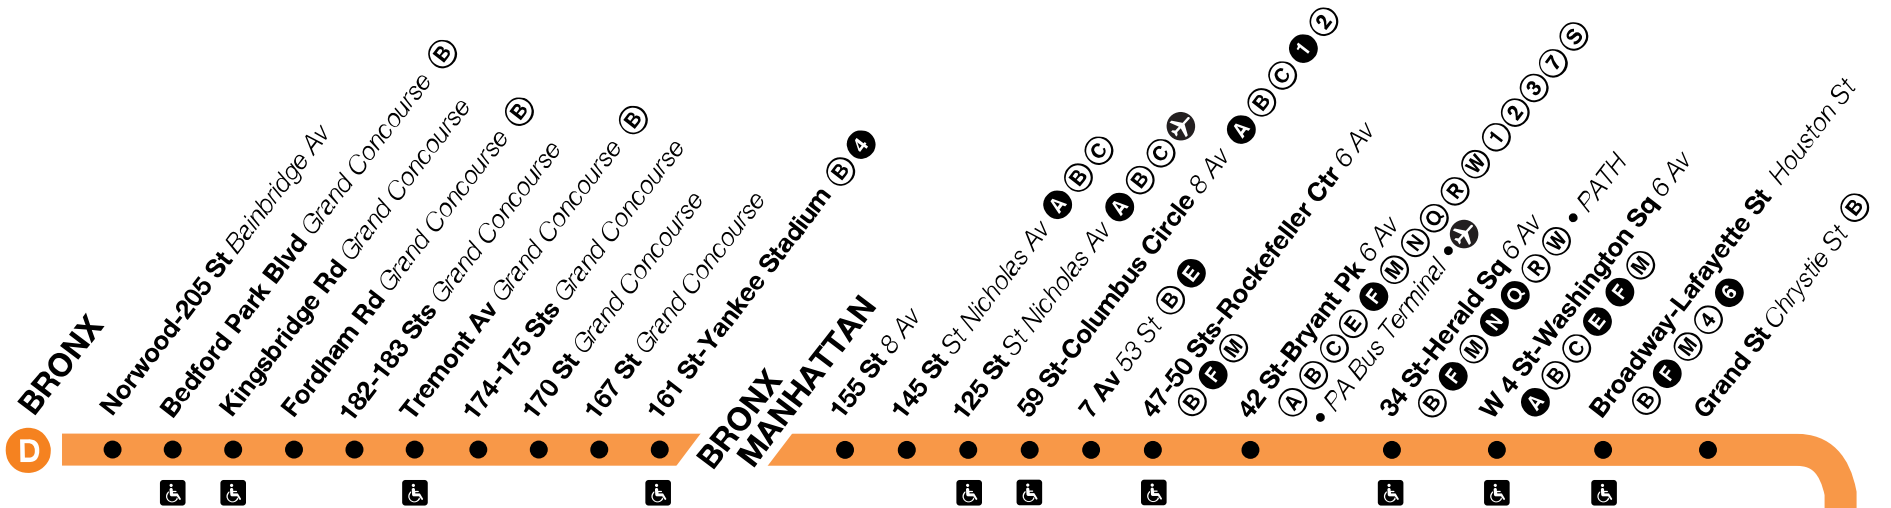 BRONX
Norwood-205 St Bainbridge Av
Bedford Park Blvd Grand Concourse B
Kingsbridge Rd Grand Concourse
Fordham Rd Grand Concourse B
182-183 Sts Grand Concourse
Tremont Av Grand Concourse B
174-175 Sts Grand Concourse
170 St Grand Concourse
167 St Grand Concourse
161 St-Yankee Stadium B 4
BRONX
MANHATTAN
155 St 8 Av
145 St St Nicholas Av A B C
125 St St Nicholas Av A B C
59 St-Columbus Circle 8 Av A B C 1 2
7 Av 53 St B E
47-50 Sts-Rockefeller Ctr 6 Av
B F M
42 St-Bryant Pk 6 Av
A B C E F M N Q R W 1 2 3 7 S
• PA Bus Terminal •
34 St-Herald Sq 6 Av
B F M N Q R W • PATH
W 4 St-Washington Sq 6 Av
A B C E F M
Broadway-Lafayette St Houston St
B F M 4 6
Grand St Chrystie St B
D